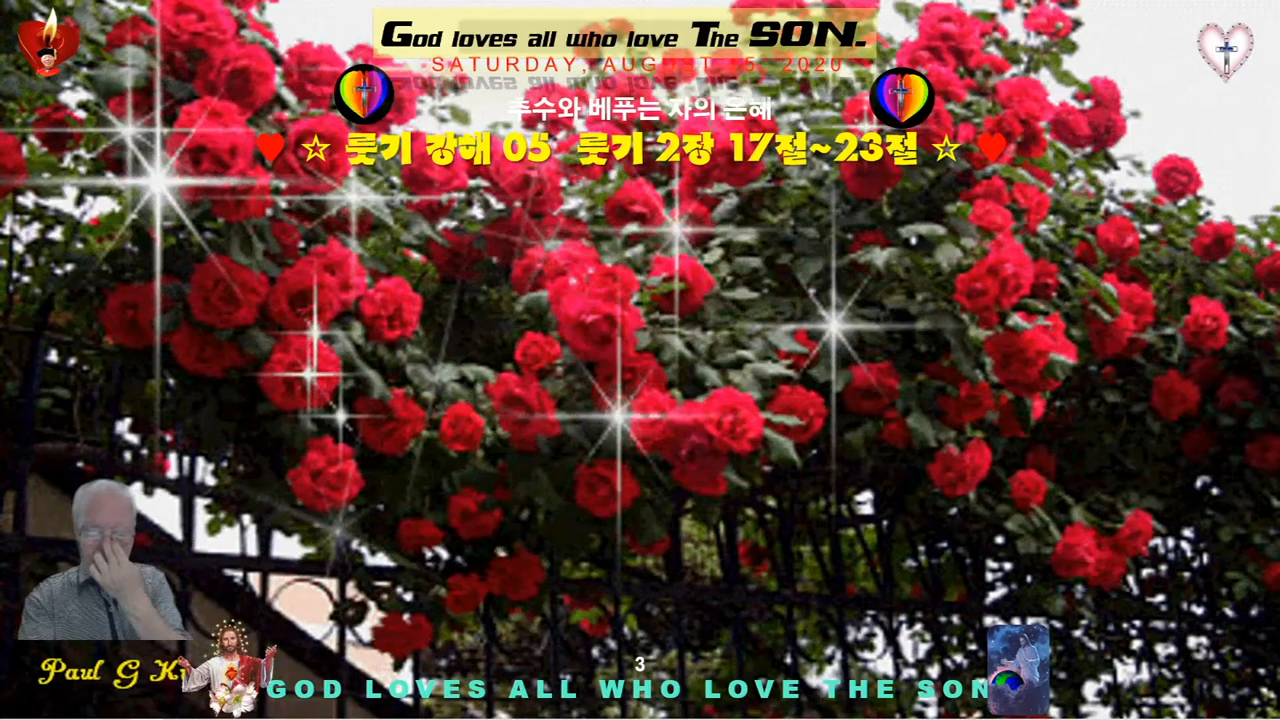 God loves all who love The SON.
SATURDAY, AUGUST 2020
추수와 베푸는 자의 은혜
♥ ☆ 룻기 강해 05 룻기 2장 17절~23절 ☆ ♥
Paul G
3
GOD LOVES ALL WHO LOVE THE SON